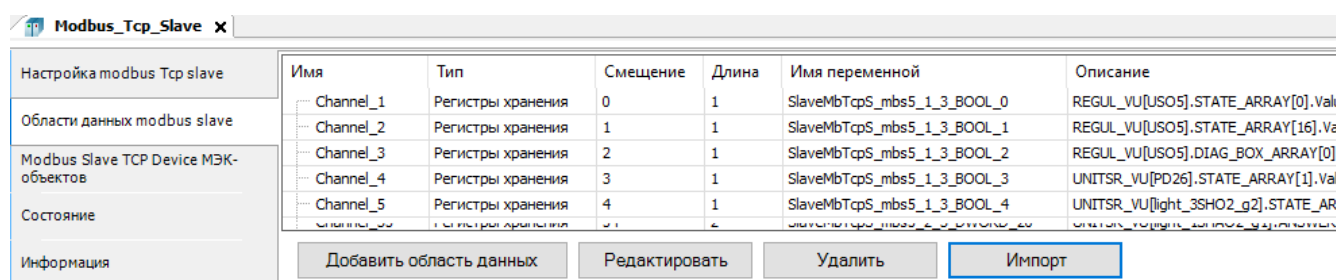 Modbus_Tcp_Slave x
Настройка modbus Tcp slave
Области данных modbus slave
Modbus Slave TCP Device МЭК-
объектов
Состояние
Информация
Имя Тип Смещение Длина Имя переменной Описание
Channel_1 Регистры хранения 0 1 SlaveMbTcpS_mbs5_1_3_BOOL_0 REGUL_VU[USO5].STATE_ARRAY[0].Valu
Channel_2 Регистры хранения 1 1 SlaveMbTcpS_mbs5_1_3_BOOL_1 REGUL_VU[USO5].STATE_ARRAY[16].Va
Channel_3 Регистры хранения 2 1 SlaveMbTcpS_mbs5_1_3_BOOL_2 REGUL_VU[USO5].DIAG_BOX_ARRAY[0]
Channel_4 Регистры хранения 3 1 SlaveMbTcpS_mbs5_1_3_BOOL_3 UNITSR_VU[PD26].STATE_ARRAY[1].Val
Channel_5 Регистры хранения 4 1 SlaveMbTcpS_mbs5_1_3_BOOL_4 UNITSR_VU[light_3SHO2_g2].STATE_AR
Добавить область данных Редактировать Удалить Импорт